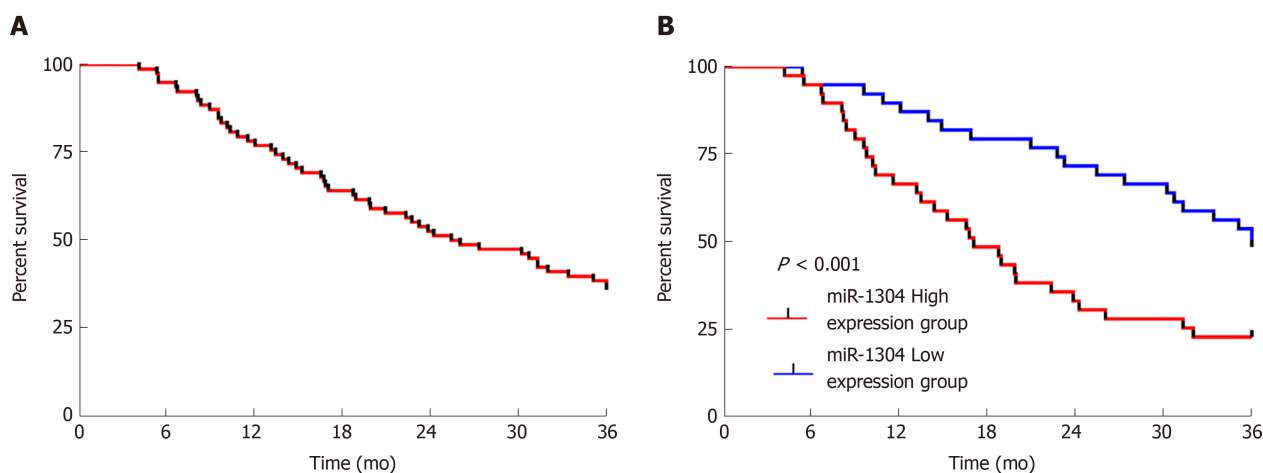 A
Percent survival
100
75
50
25
0
0 6 12 18 24 30 36
Time (mo)
B
Percent survival
100
75
50
25
0
P < 0.001
miR-1304 High
expression group
miR-1304 Low
expression group
0 6 12 18 24 30 36
Time (mo)